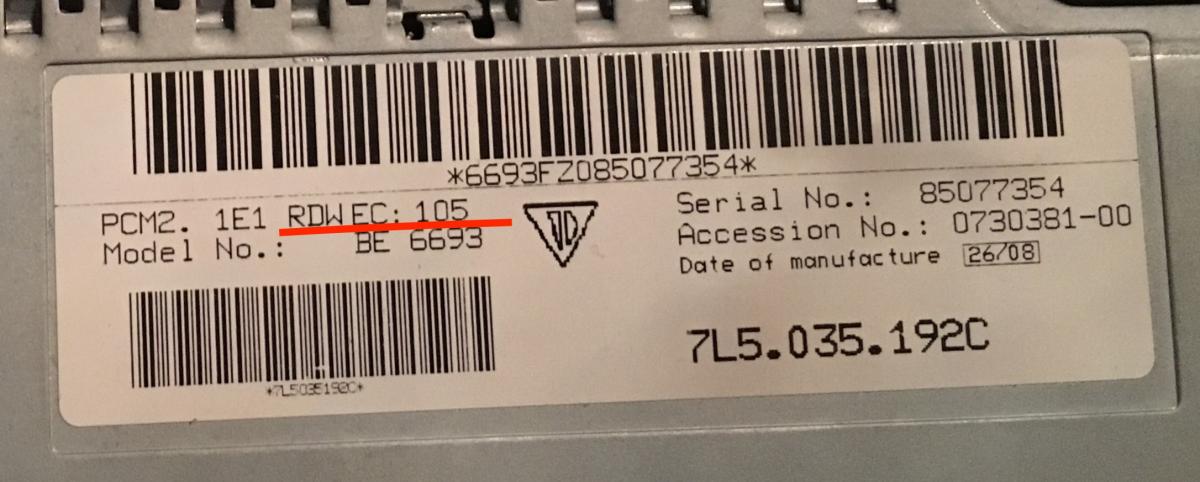 *6693FZ085077354*
PCM2. 1E1 RDW EC: 105
Model No.: BE 6693
Serial No.: 85077354
Accession No.: 0730381-00
Date of manufacture 26/08
7L5.035.192C
*7L5035192C*